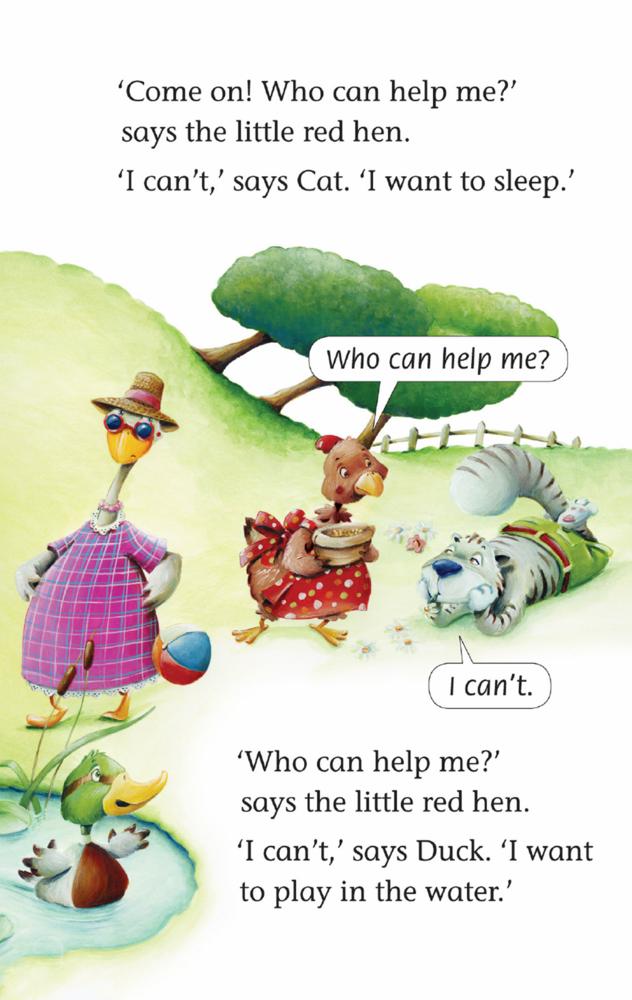 ‘Come on! Who can help me?’
says the little red hen.
‘I can’t,’ says Cat. ‘I want to sleep.’
Who can help me?
I can’t.
‘Who can help me?’
says the little red hen.
‘I can’t,’ says Duck. ‘I want
to play in the water.’